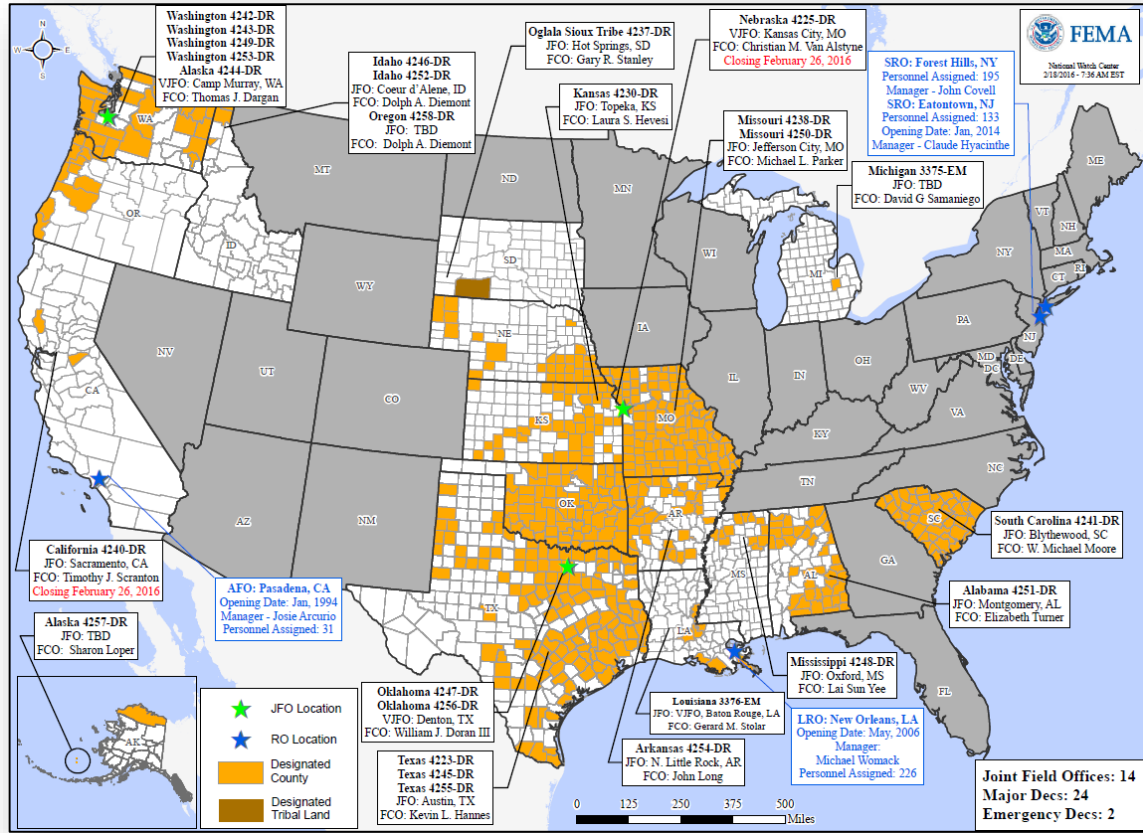 Washington 4242-DR
Washington 4243-DR
Washington 4249-DR
Washington 4253-DR
Alaska 4244-DR
VJFO: Camp Murray, WA
FCO: Thomas J. Dargan
Idaho 4246-DR
Idaho 4252-DR
JFO: Coeur d’Alene, ID
FCO: Dolph A. Diemont
Oregon 4258-DR
JFO: TBD
FCO: Dolph A. Diemont
Oglala Sioux Tribe 4237-DR
JFO: Hot Springs, SD
FCO: Gary R. Stanley
Kansas 4230-DR
JFO: Topeka, KS
FCO: Laura S. Hevesi
Nebraska 4225-DR
VJFO: Kansas City, MO
FCO: Christian M. Van Alstyne
Closing February 26, 2016
Missouri 4238-DR
Missouri 4250-DR
JFO: Jefferson City, MO
FCO: Michael L. Parker
Michigan 3375-EM
JFO: TBD
FCO: David G Samaniego
SRO: Forest Hills, NY
Personnel Assigned: 195
Manager - John Covell
SRO: Eatontown, NJ
Personnel Assigned: 133
Opening Date: Jan, 2014
Manager - Claude Hyacinthe
FEMA
National Watch Center
2/18/2016 - 7:36 AM EST
N
WA
OR
ID
MT
ND
MN
SD
WY
NE
IA
WI
MI
NY
VT
NH
ME
MA
CT
RI
PA
NJ
MD
DE
DC
OH
IN
IL
WV
VA
KY
NV
UT
CO
KS
MO
CA
AZ
NM
OK
AR
TN
NC
SC
TX
LA
MS
AL
GA
FL
AK
California 4240-DR
JFO: Sacramento, CA
FCO: Timothy J. Scranton
Closing February 26, 2016
AFO: Pasadena, CA
Opening Date: Jan, 1994
Manager - Josie Arcurio
Personnel Assigned: 31
Alaska 4257-DR
JFO: TBD
FCO: Sharon Loper
Oklahoma 4247-DR
Oklahoma 4256-DR
VJFO: Denton, TX
FCO: William J. Doran III
Texas 4223-DR
Texas 4245-DR
Texas 4255-DR
JFO: Austin, TX
FCO: Kevin L. Hannes
Louisiana 3376-EM
JFO: VJFO, Baton Rouge, LA
FCO: Gerard M. Stolar
Arkansas 4254-DR
JFO: N. Little Rock, AR
FCO: John Long
Mississippi 4248-DR
JFO: Oxford, MS
FCO: Lai Sun Yee
LRO: New Orleans, LA
Opening Date: May, 2006
Manager:
Michael Womack
Personnel Assigned: 226
Alabama 4251-DR
JFO: Montgomery, AL
FCO: Elizabeth Turner
South Carolina 4241-DR
JFO: Blythewood, SC
FCO: W. Michael Moore
JFO Location
RO Location
Designated
County
Designated
Tribal Land
0 125 250 375 500
Miles
Joint Field Offices: 14
Major Decs: 24
Emergency Decs: 2